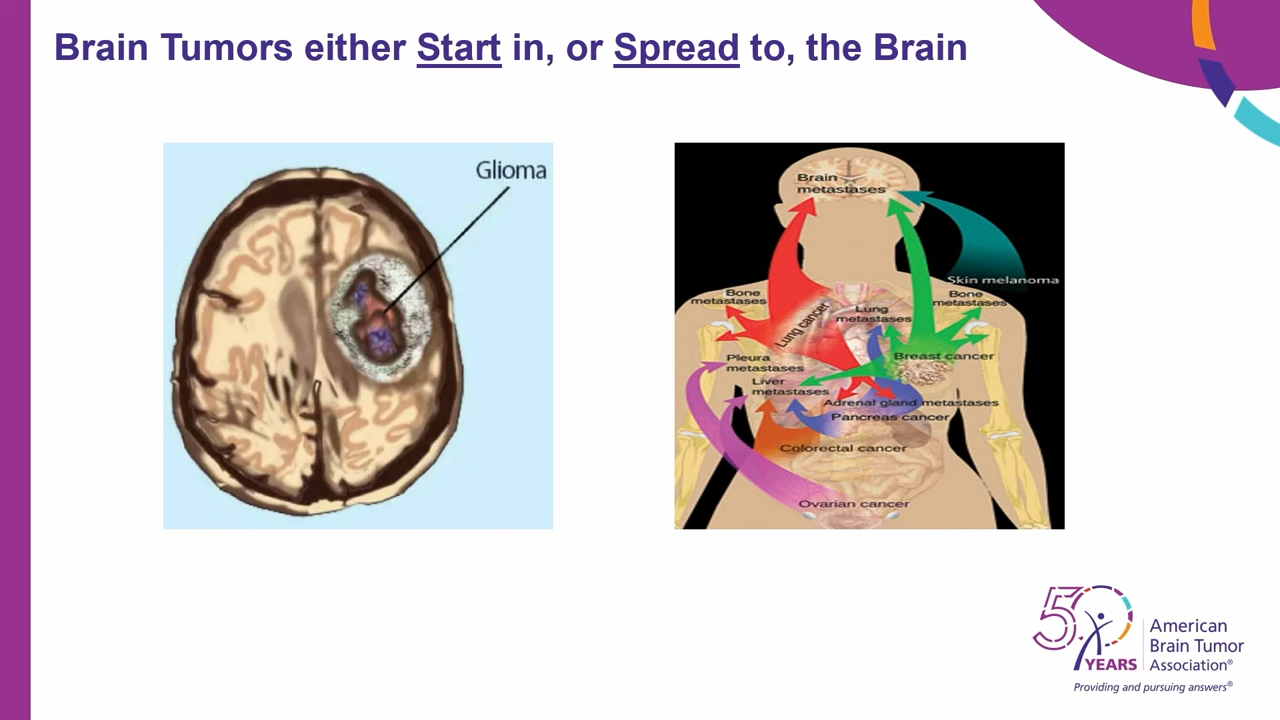 Brain Tumors either Start in, or Spread to, the Brain
Glioma
Brain
metastases
Skin melanoma
Bone
metastases
Lung cancer
Lung
metastases
Bone
metastases
Pleura
metastases
Breast cancer
Liver
metastases
Adrenal gland metastases
Pancreas cancer
Colorectal cancer
Ovarian cancer
50
YEARS
American
Brain Tumor
Association®
Providing and pursuing answers®